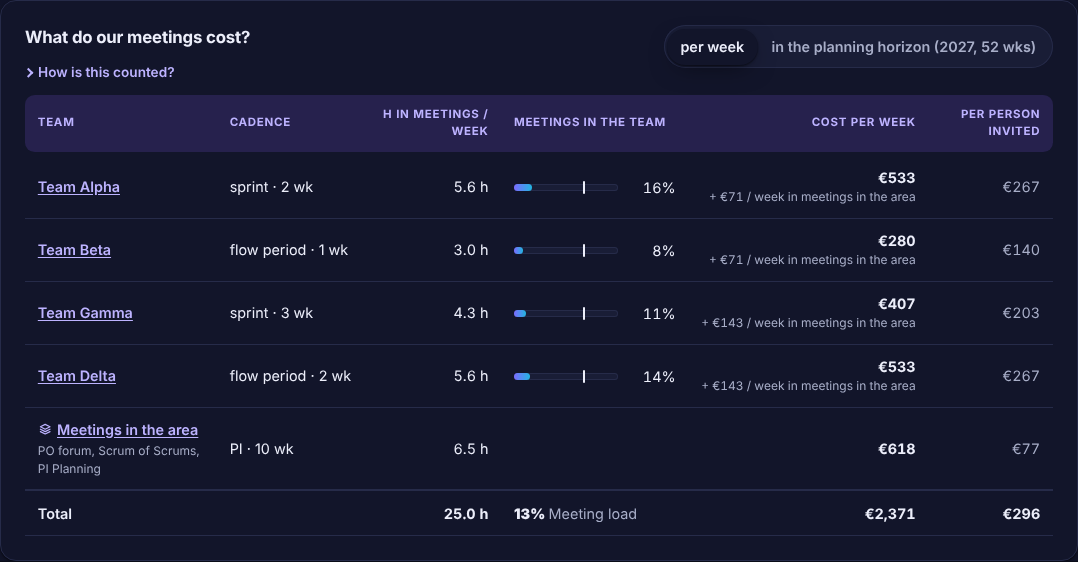 What do our meetings cost?
per week
in the planning horizon (2027, 52 wks)
How is this counted?
TEAM
CADENCE
H IN MEETINGS /
WEEK
MEETINGS IN THE TEAM
COST PER WEEK
PER PERSON
INVITED
Team Alpha
sprint · 2 wk
5.6 h
16%
€533
+ €71 / week in meetings in the area
€267
Team Beta
flow period · 1 wk
3.0 h
8%
€280
+ €71 / week in meetings in the area
€140
Team Gamma
sprint · 3 wk
4.3 h
11%
€407
+ €143 / week in meetings in the area
€203
Team Delta
flow period · 2 wk
5.6 h
14%
€533
+ €143 / week in meetings in the area
€267
Meetings in the area
PO forum, Scrum of Scrums,
PI Planning
PI · 10 wk
6.5 h
€618
€77
Total
25.0 h
13% Meeting load
€2,371
€296